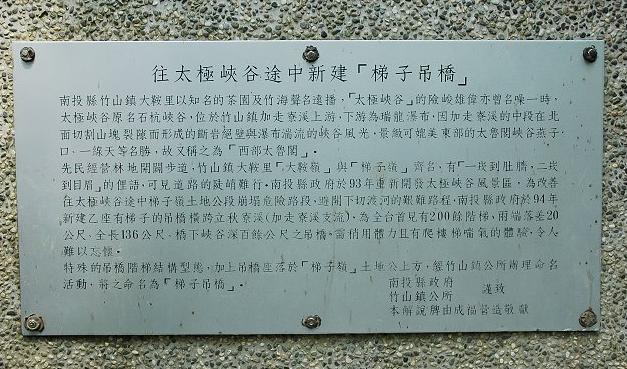 往太極峽谷途中新建「梯子吊橋」
南投縣竹山鎮大鞍里以知名的茶園及竹海聲名遠播，「太極峽谷」的險峻雄偉亦曾名噪一時，
太極峽谷原名石杭峽谷，位於竹山鎮加走寮溪上游，下游為瑞龍瀑布，因加走寮溪的中段在北
面切割山塊裂隙而形成的斷岩絕壁與瀑布湍流的峽谷風光，景緻可媲美東部的太魯閣峽谷燕子
口、一線天等名勝，故又稱之為「西部太魯閣」。
先民經營林地開闢步道，竹山鎮大鞍里「大鞍嶺」與「梯子嶺」齊名，有「一崁到肚臍，二崁
到目眉」的俚語，可見道路的陡峭難行。南投縣政府於93年重新開發太極峽谷風景區，為改善
往太極峽谷途中梯子嶺土地公段崩塌危險路段，避開下切渡河的艱難路程，南投縣政府於94年
新建乙座有梯子的吊橋橫跨立秋寮溪(加走寮溪支流)，為全台首見有200餘階梯，兩端落差20
公尺，全長136公尺，橋下峽谷深百餘公尺之吊橋。需悄用體力且有爬樓梯喘氣的體驗，令人
難以忘懷。
特殊的吊橋階梯結構型態，加上吊橋座落於「梯子嶺」土地公上方，經竹山鎮公所辦理命名
活動，將之命名為「梯子吊橋」。
南投縣政府
竹山鎮公所 謹致
本解說牌由成福營造敬獻